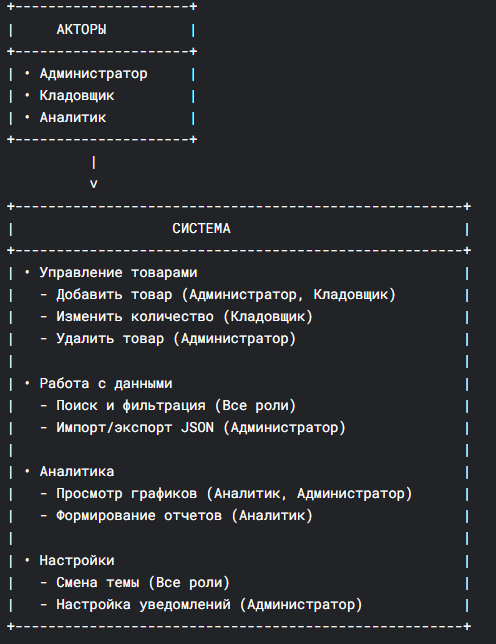 +---------------------+
|     АКТОРЫ          |
+---------------------+
| • Администратор     |
| • Кладовщик         |
| • Аналитик          |
+---------------------+
          |
          v
+------------------------------------------------------+
|                   СИСТЕМА                            |
+------------------------------------------------------+
| • Управление товарами                                |
|   - Добавить товар (Администратор, Кладовщик)        |
|   - Изменить количество (Кладовщик)                  |
|   - Удалить товар (Администратор)                    |
|                                                      |
| • Работа с данными                                   |
|   - Поиск и фильтрация (Все роли)                    |
|   - Импорт/экспорт JSON (Администратор)              |
|                                                      |
| • Аналитика                                          |
|   - Просмотр графиков (Аналитик, Администратор)      |
|   - Формирование отчетов (Аналитик)                  |
|                                                      |
| • Настройки                                          |
|   - Смена темы (Все роли)                            |
|   - Настройка уведомлений (Администратор)            |
+------------------------------------------------------+